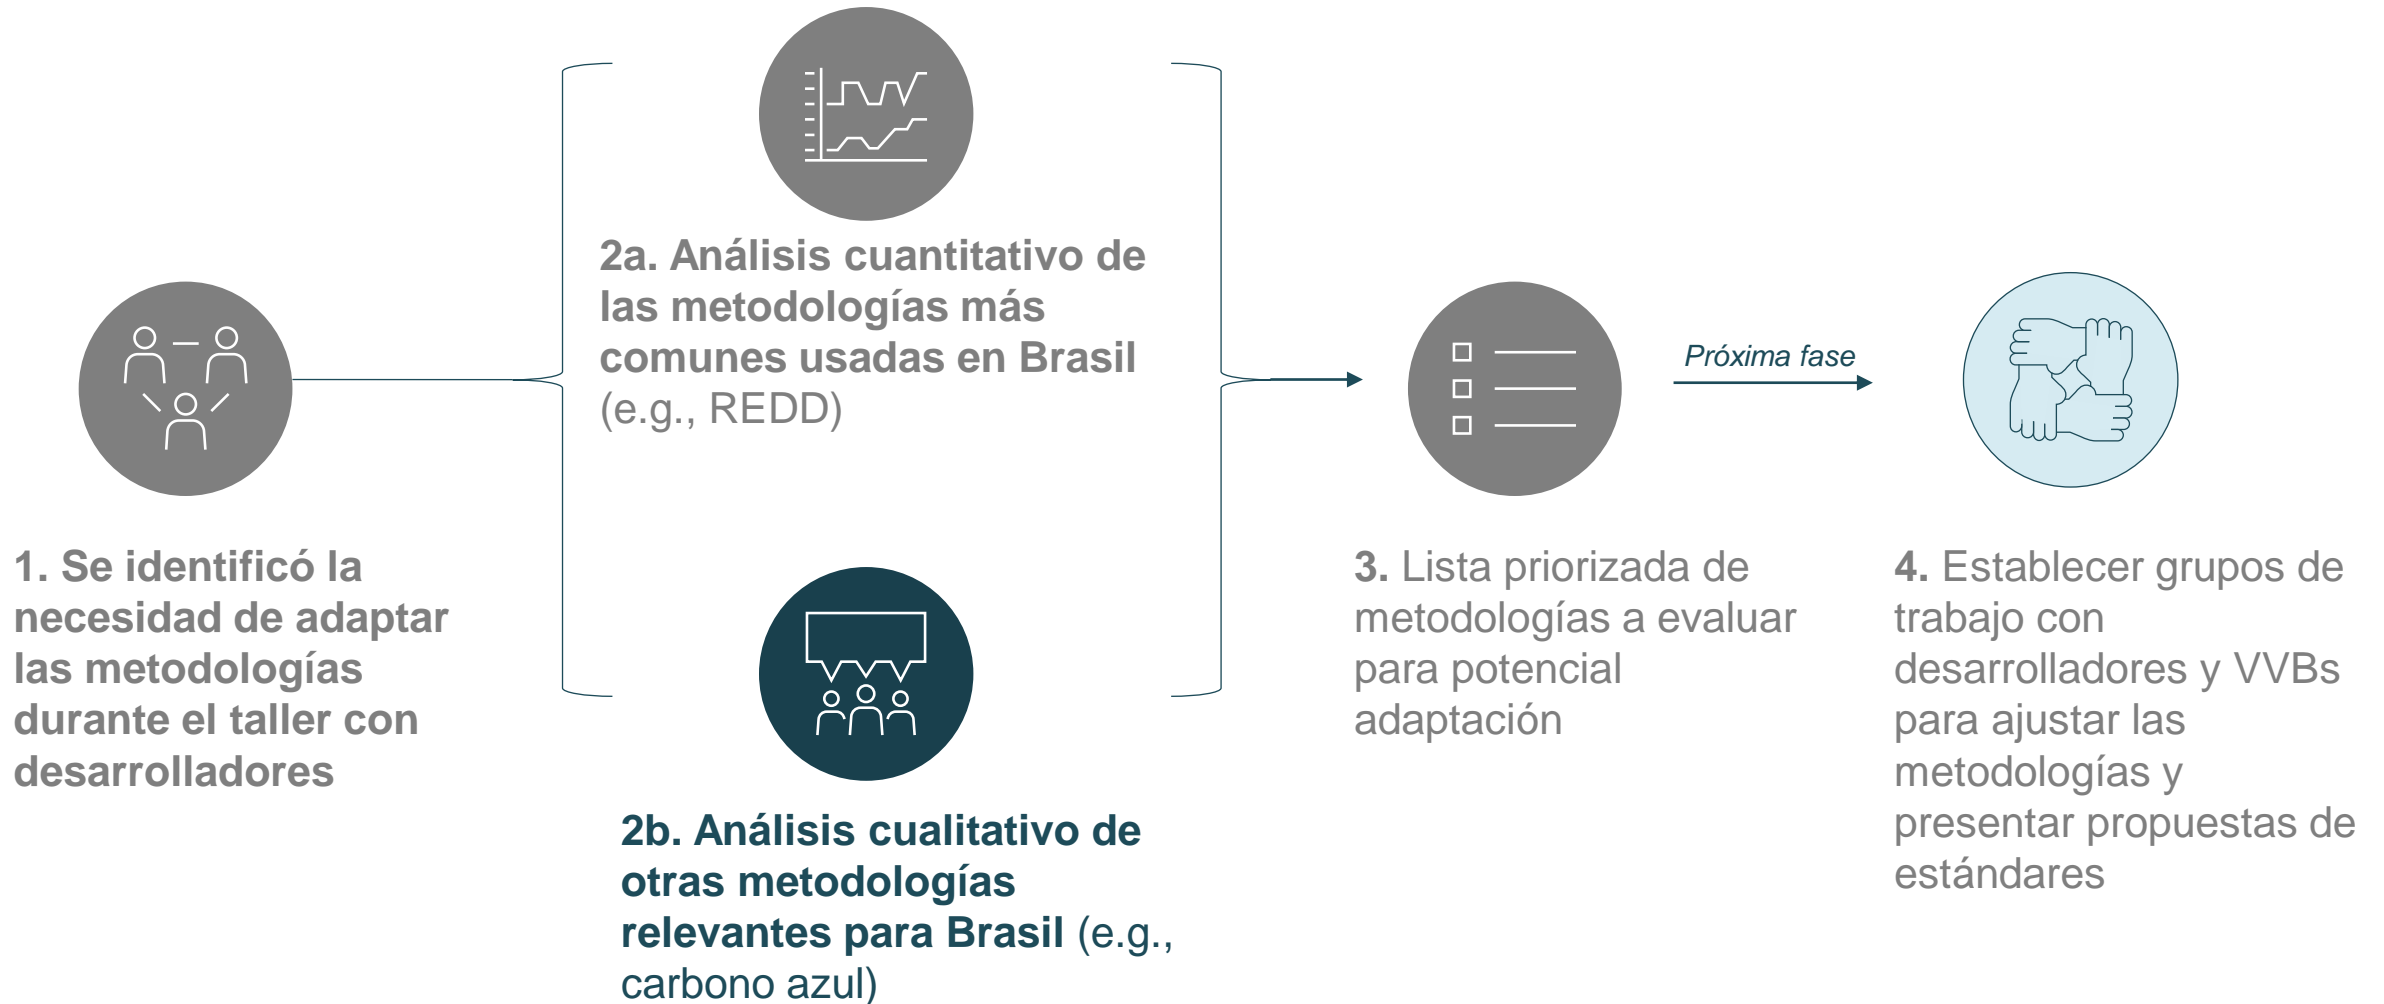 1. Se identificó la
necesidad de adaptar
las metodologías
durante el taller con
desarrolladores
2a. Análisis cuantitativo de
las metodologías más
comunes usadas en Brasil
(e.g., REDD)
2b. Análisis cualitativo de
otras metodologías
relevantes para Brasil (e.g.,
carbono azul)
3. Lista priorizada de
metodologías a evaluar
para potencial
adaptación
Próxima fase
4. Establecer grupos de
trabajo con
desarrolladores y VVBs
para ajustar las
metodologías y
presentar propuestas de
estándares